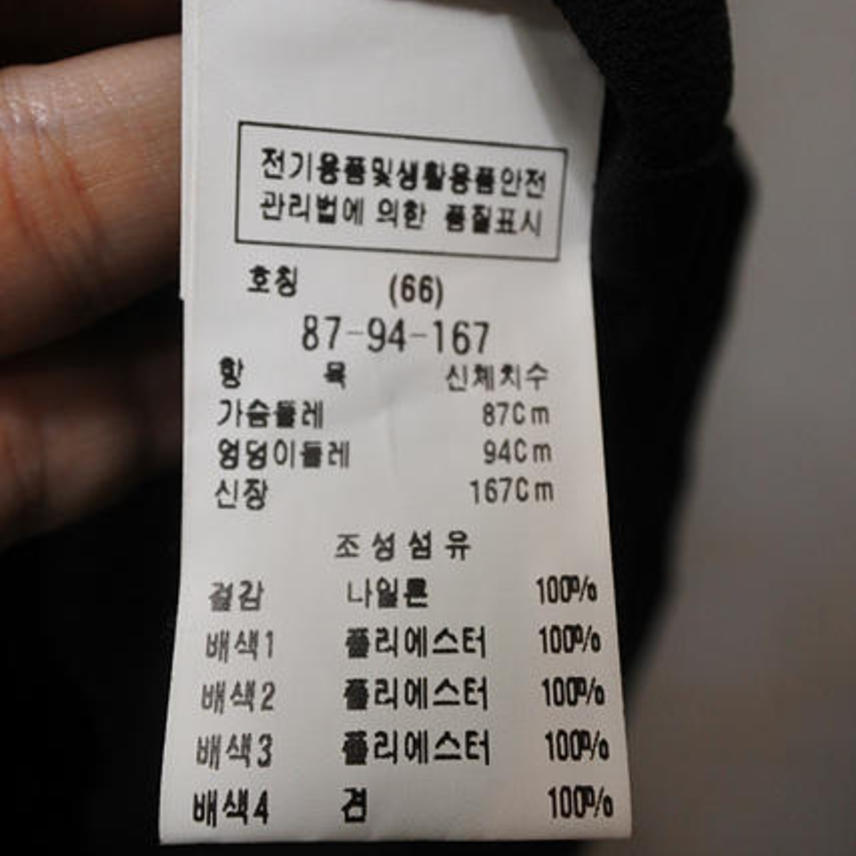 전기용품및생활용품안전
관리법에 의한 품질표시
호칭 (66)
87-94-167
항 목 신체치수
가슴둘레 87Cm
엉덩이둘레 94Cm
신장 167Cm
조성섬유
겉감 나일론 100%
배색1 폴리에스터 100%
배색2 폴리에스터 100%
배색3 폴리에스터 100%
배색4 견 100%